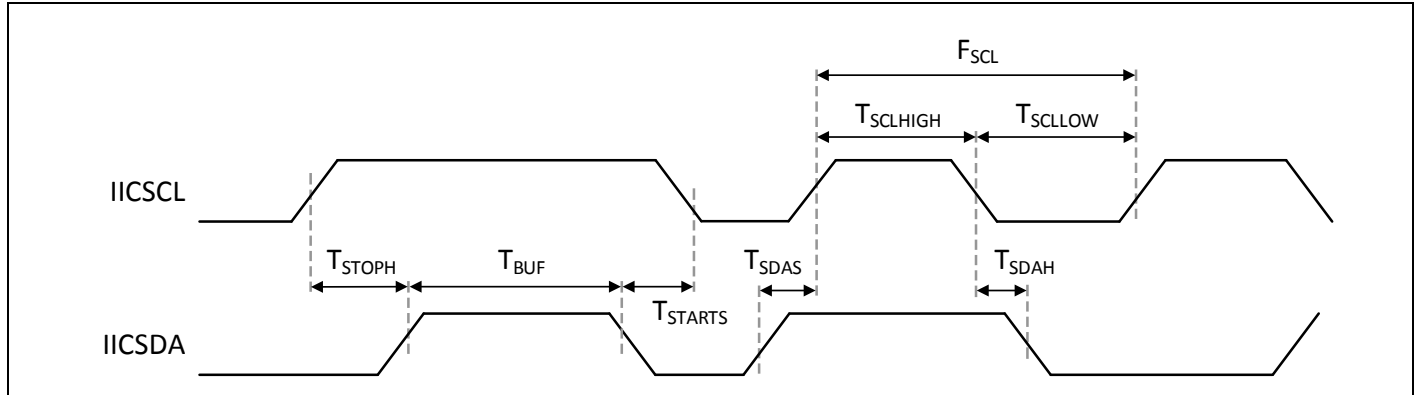 FSCL
TSCLHIGH TSCLLOW
IICSCL
TSTOPH TBUF TSDAS TSDAH
TSTARTS
IICSDA